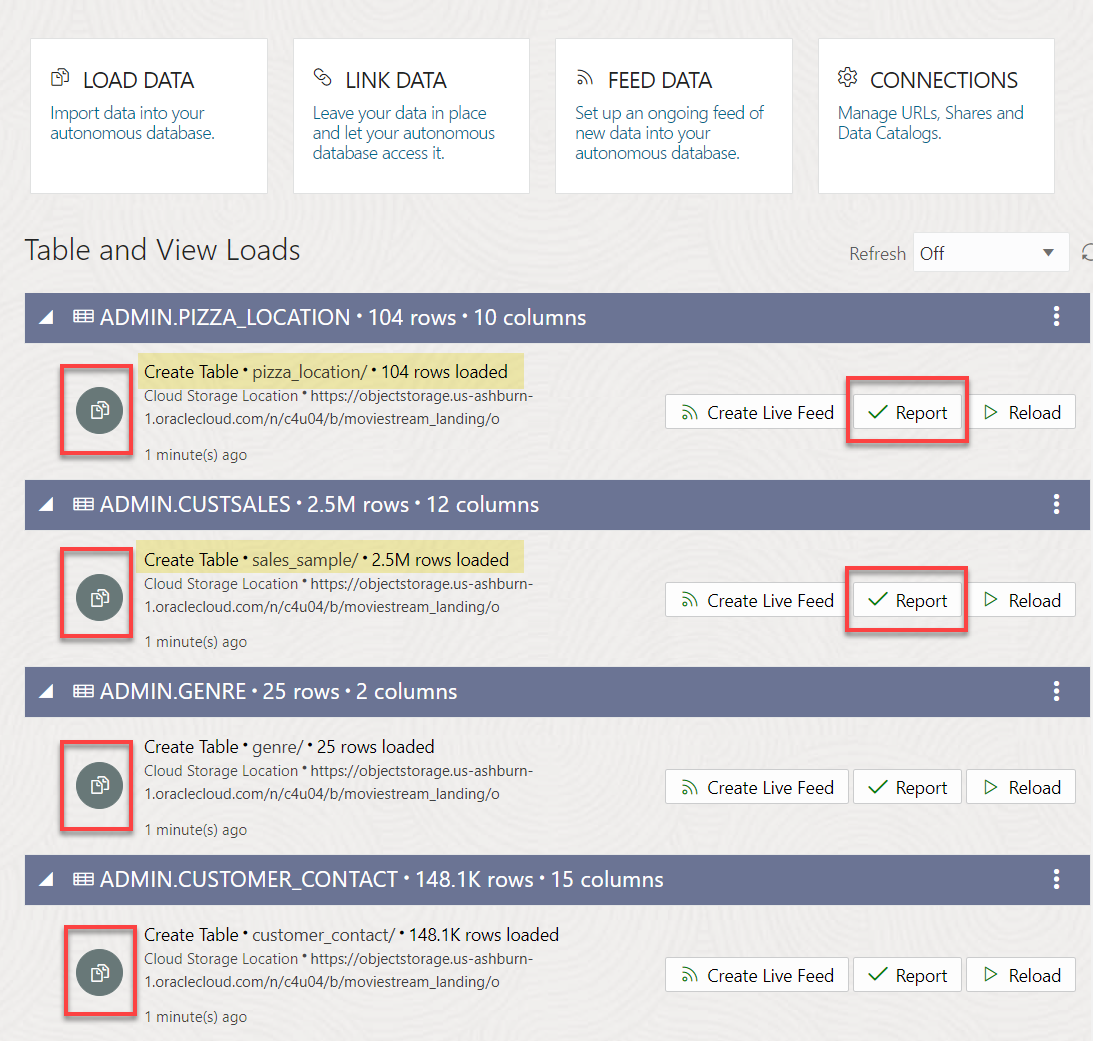 LOAD DATA
Import data into your
autonomous database.
LINK DATA
Leave your data in place
and let your autonomous
database access it.
FEED DATA
Set up an ongoing feed of
new data into your
autonomous database.
CONNECTIONS
Manage URLs, Shares and
Data Catalogs.
Table and View Loads
Refresh Off
ADMIN.PIZZA_LOCATION • 104 rows • 10 columns
Create Table • pizza_location/ • 104 rows loaded
Cloud Storage Location • https://objectstorage.us-ashburn-
1.oraclecloud.com/n/c4u04/b/moviestream_landing/o
1 minute(s) ago
Create Live Feed Report Reload
ADMIN.CUSTSALES • 2.5M rows • 12 columns
Create Table • sales_sample/ • 2.5M rows loaded
Cloud Storage Location • https://objectstorage.us-ashburn-
1.oraclecloud.com/n/c4u04/b/moviestream_landing/o
1 minute(s) ago
Create Live Feed Report Reload
ADMIN.GENRE • 25 rows • 2 columns
Create Table • genre/ • 25 rows loaded
Cloud Storage Location • https://objectstorage.us-ashburn-
1.oraclecloud.com/n/c4u04/b/moviestream_landing/o
1 minute(s) ago
Create Live Feed Report Reload
ADMIN.CUSTOMER_CONTACT • 148.1K rows • 15 columns
Create Table • customer_contact/ • 148.1K rows loaded
Cloud Storage Location • https://objectstorage.us-ashburn-
1.oraclecloud.com/n/c4u04/b/moviestream_landing/o
1 minute(s) ago
Create Live Feed Report Reload